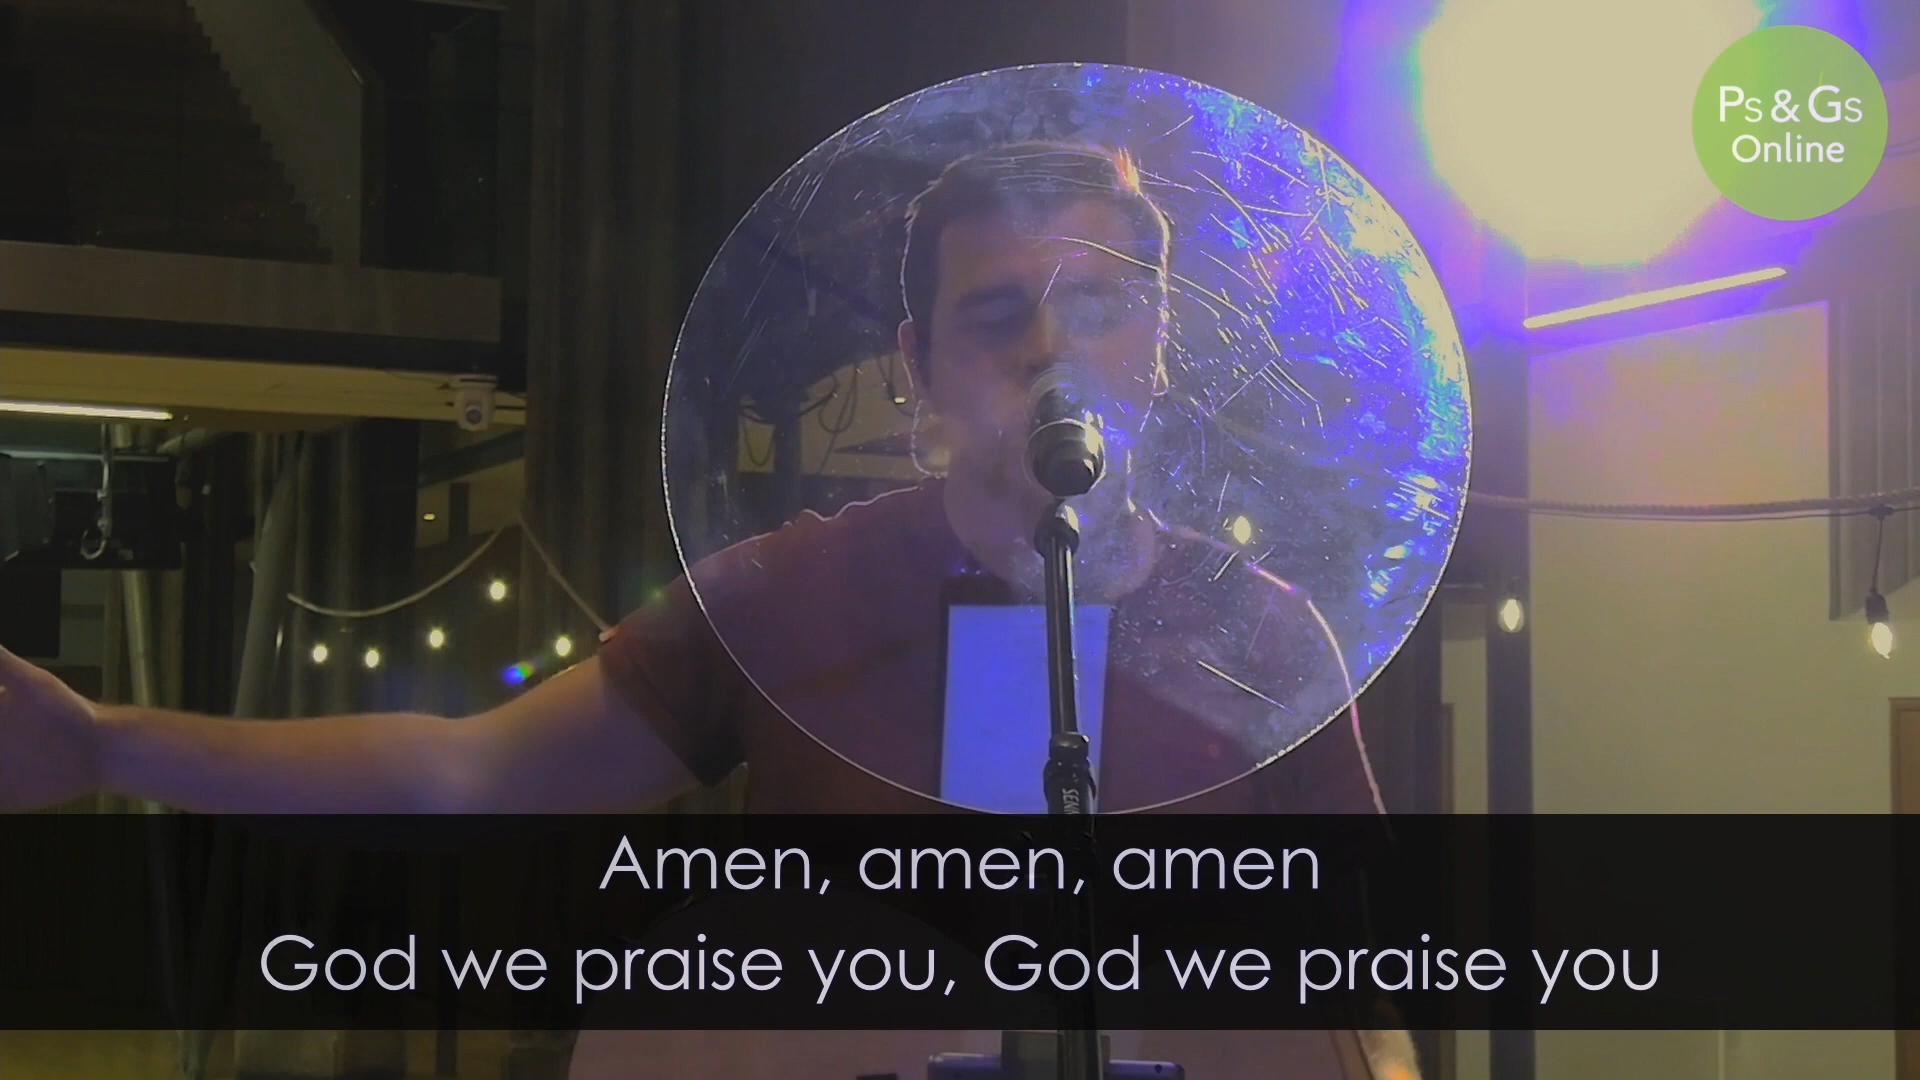 Ps & Gs
Online
Amen, amen, amen
God we praise you, God we praise you